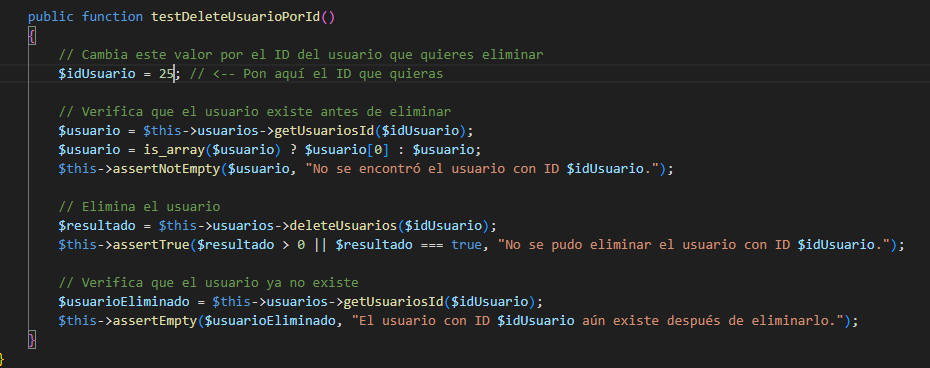 public function testDeleteUsuarioPorId()
{
// Cambia este valor por el ID del usuario que quieres eliminar
$idUsuario = 25; // <-- Pon aquí el ID que quieras
// Verifica que el usuario existe antes de eliminar
$usuario = $this->usuarios->getUsuariosId($idUsuario);
$usuario = is_array($usuario) ? $usuario[0] : $usuario;
$this->assertNotEmpty($usuario, "No se encontró el usuario con ID $idUsuario.");
// Elimina el usuario
$resultado = $this->usuarios->deleteUsuarios($idUsuario);
$this->assertTrue($resultado > 0 || $resultado === true, "No se pudo eliminar el usuario con ID $idUsuario.");
// Verifica que el usuario ya no existe
$usuarioEliminado = $this->usuarios->getUsuariosId($idUsuario);
$this->assertEmpty($usuarioEliminado, "El usuario con ID $idUsuario aún existe después de eliminarlo.");
}
}